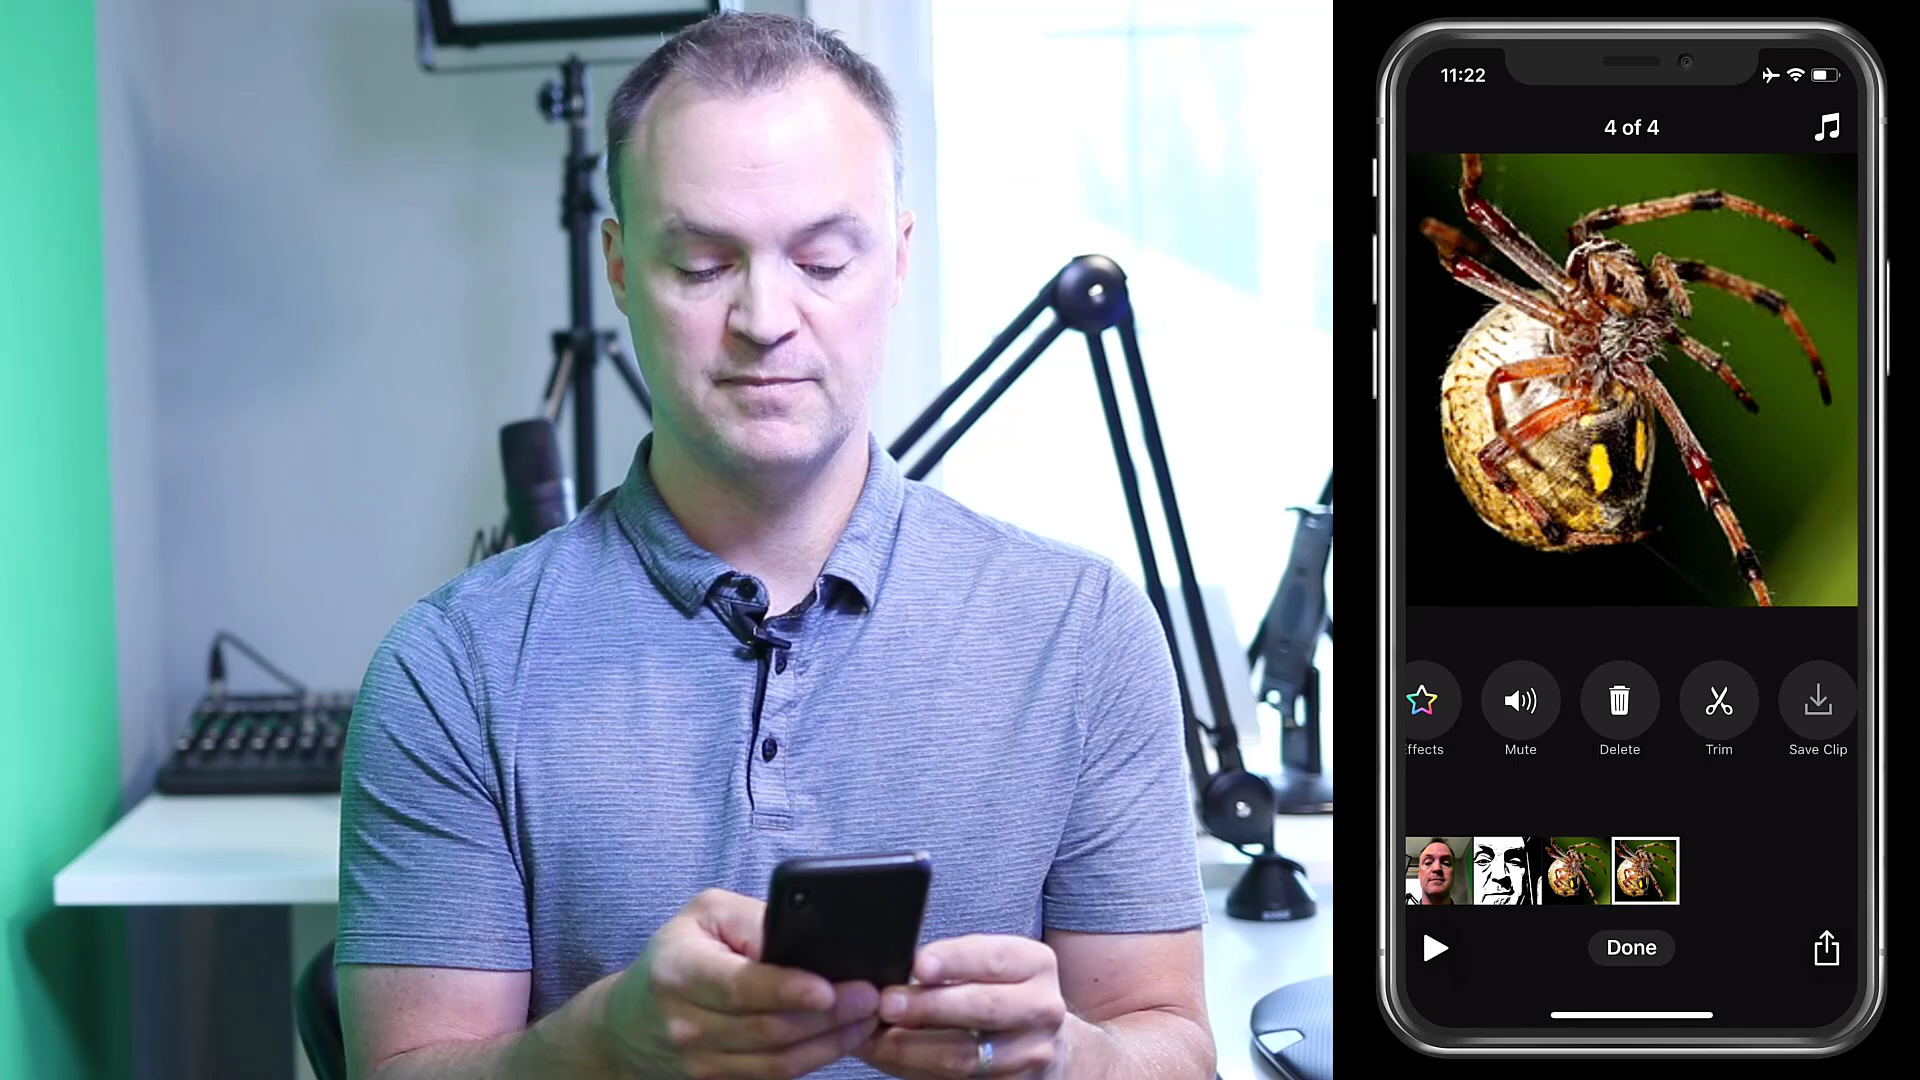 11:22
4 of 4
ffects
Mute
Delete
Trim
Save Clip
Done